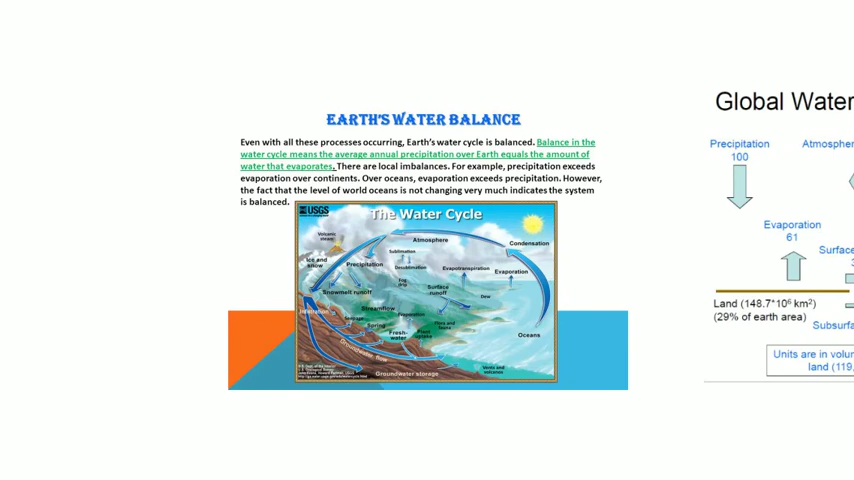 EARTH'S WATER BALANCE
Even with all these processes occurring, Earth's water cycle is balanced. Balance in the
water cycle means the average annual precipitation over Earth equals the amount of
water that evaporates. There are local imbalances. For example, precipitation exceeds
evaporation over continents. Over oceans, evaporation exceeds precipitation. However,
the fact that the level of world oceans is not changing very much indicates the system
is balanced.
USGS
The Water Cycle
Volcanic
steam
Atmosphere
Condensation
Sublimation
Ice and
snow
Precipitation
Desublimation
Evapotranspiration
Evaporation
Fog
drip
Snowmelt runoff
Surface
runoff
Dew
Infiltration
Streamflow
Seepage
Evaporation
Spring
Fresh-
water
Plant
uptake
Flora and
fauna
Oceans
Groundwater flow
Vents and
volcanoes
Groundwater storage
Global Water
Precipitation
100
Atmospher
Evaporation
61
Surface
3
Land (148.7*10⁶ km²)
(29% of earth area)
Subsurfa
Units are in volum
land (119,